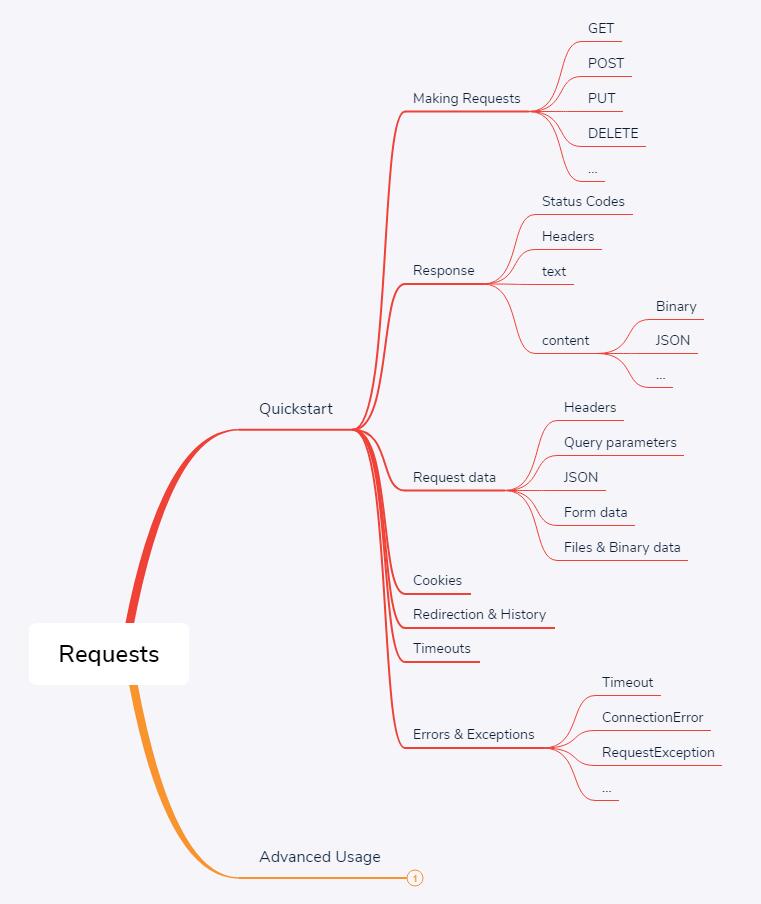 GET
POST
Making Requests
PUT
DELETE
...
Status Codes
Headers
Response
text
Binary
content
JSON
...
Quickstart
Headers
Query parameters
Request data
JSON
Form data
Files & Binary data
Cookies
Redirection & History
Timeouts
Requests
Timeout
ConnectionError
Errors & Exceptions
RequestException
...
Advanced Usage
1